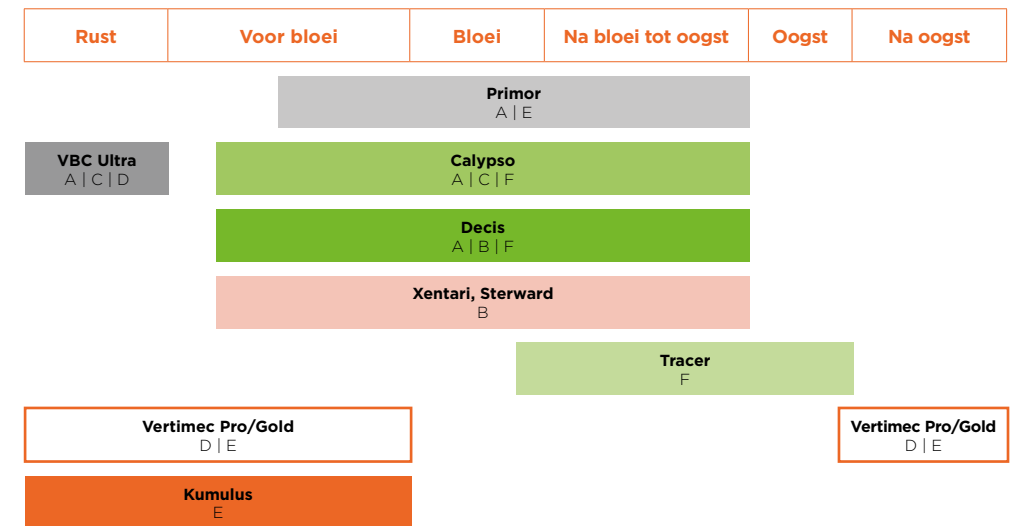 Rust Voor bloei Bloei Na bloei tot oogst Oogst Na oogst
Primor
A | E
VBC Ultra
A | C | D
Calypso
A | C | F
Decis
A | B | F
Xentari, Sterward
B
Tracer
F
Vertimec Pro/Gold
D | E
Vertimec Pro/Gold
D | E
Kumulus
E